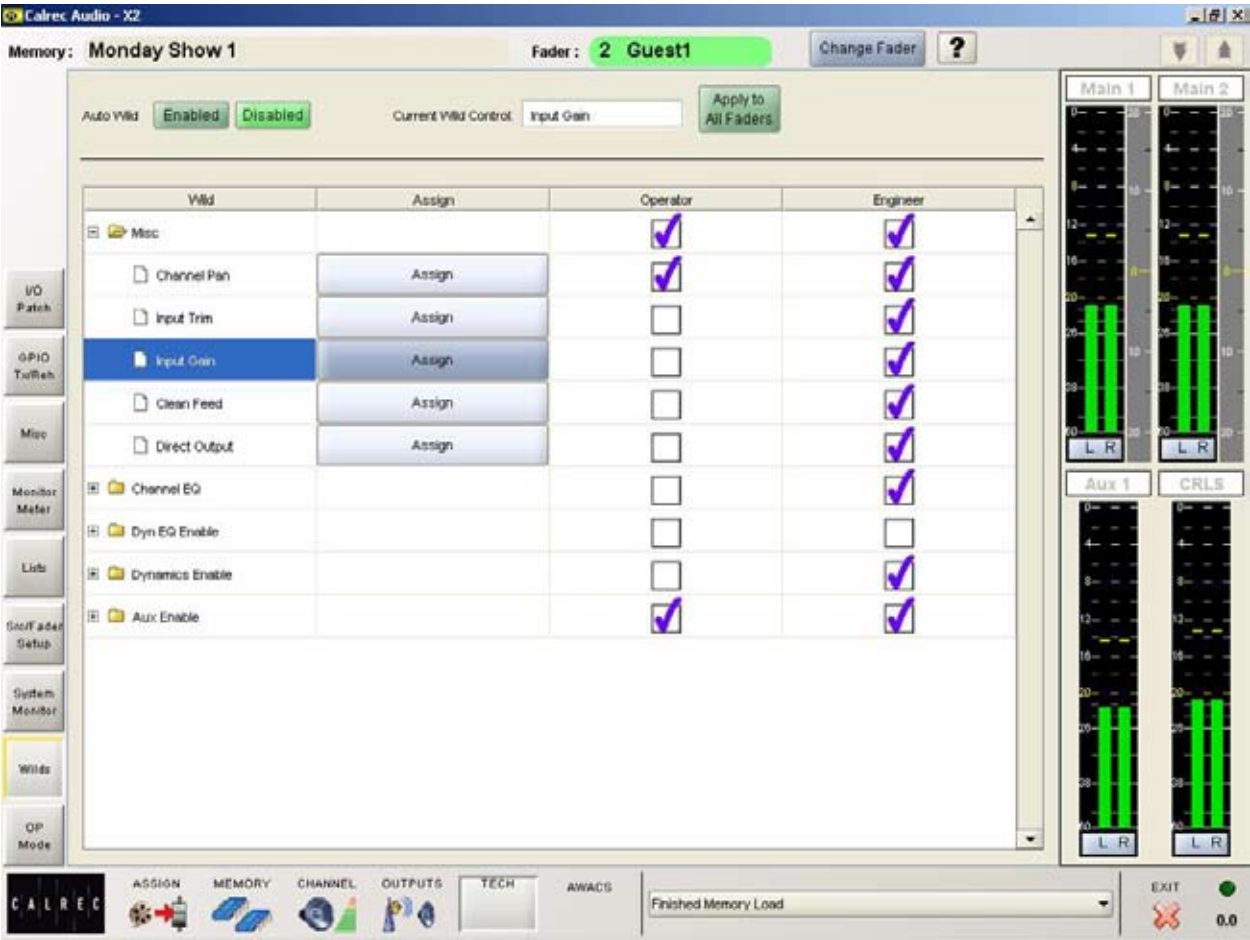 Calrec Audio - X2
Memory: Monday Show 1 Fader: 2 Guest1 Change Fader ?
Auto Wild Enabled Disabled Current Wild Control Input Gain Apply to All Faders
Wild Assign Operator Engineer
Misc
Channel Pan Assign
Input Trim Assign
Input Gain Assign
Clean Feed Assign
Direct Output Assign
Channel EQ
Dyn EQ Enable
Dynamics Enable
Aux Enable
I/O Patch
GPIO
Misc
Monitor Meter
Lists
Src/Fader Setup
System Monitor
Wilds
OP Mode
Main 1 Main 2
L R L R
Aux 1 CRLS
L R L R
CALREC ASSIGN MEMORY CHANNEL OUTPUTS TECH AWACS Finished Memory Load EXIT 0.0